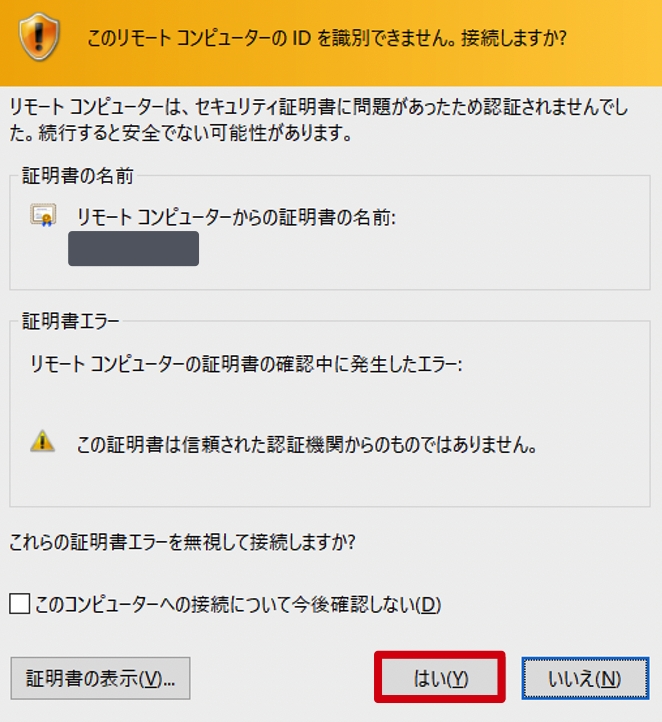 このリモート コンピューターの ID を識別できません。接続しますか?
リモート コンピューターは、セキュリティ証明書に問題があったため認証されませんでし
た。続行すると安全でない可能性があります。
証明書の名前
リモート コンピューターからの証明書の名前:
証明書エラー
リモート コンピューターの証明書の確認中に発生したエラー:
この証明書は信頼された認証機関からのものではありません。
これらの証明書エラーを無視して接続しますか?
このコンピューターへの接続について今後確認しない(D)
証明書の表示(V)...
はい(Y)
いいえ(N)